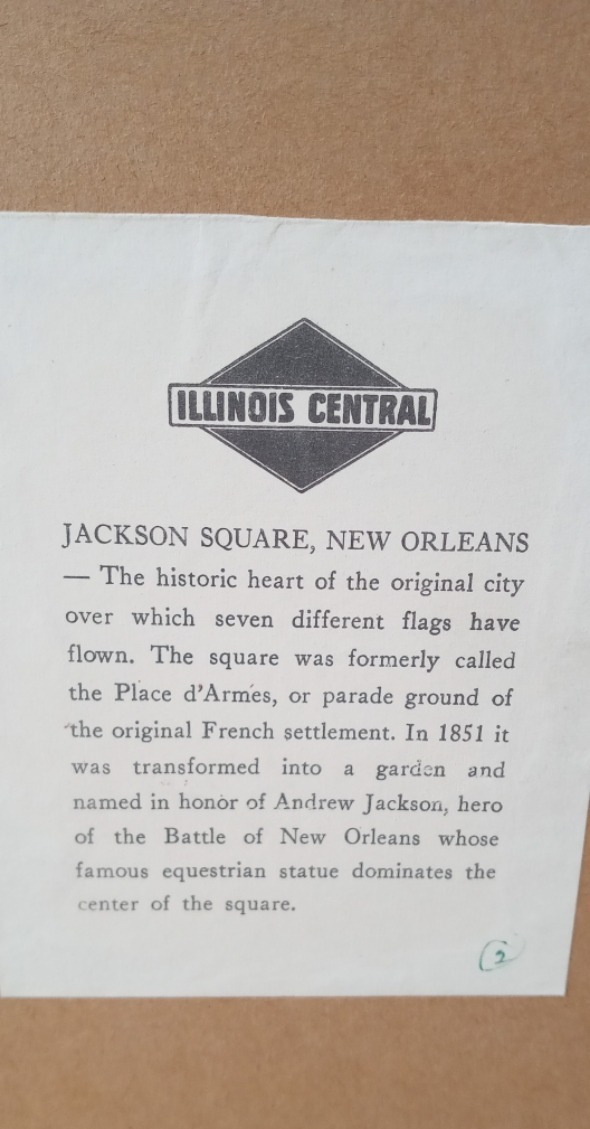 ILLINOIS CENTRAL
JACKSON SQUARE, NEW ORLEANS
— The historic heart of the original city
over which seven different flags have
flown. The square was formerly called
the Place d'Armes, or parade ground of
the original French settlement. In 1851 it
was transformed into a garden and
named in honor of Andrew Jackson, hero
of the Battle of New Orleans whose
famous equestrian statue dominates the
center of the square.
2